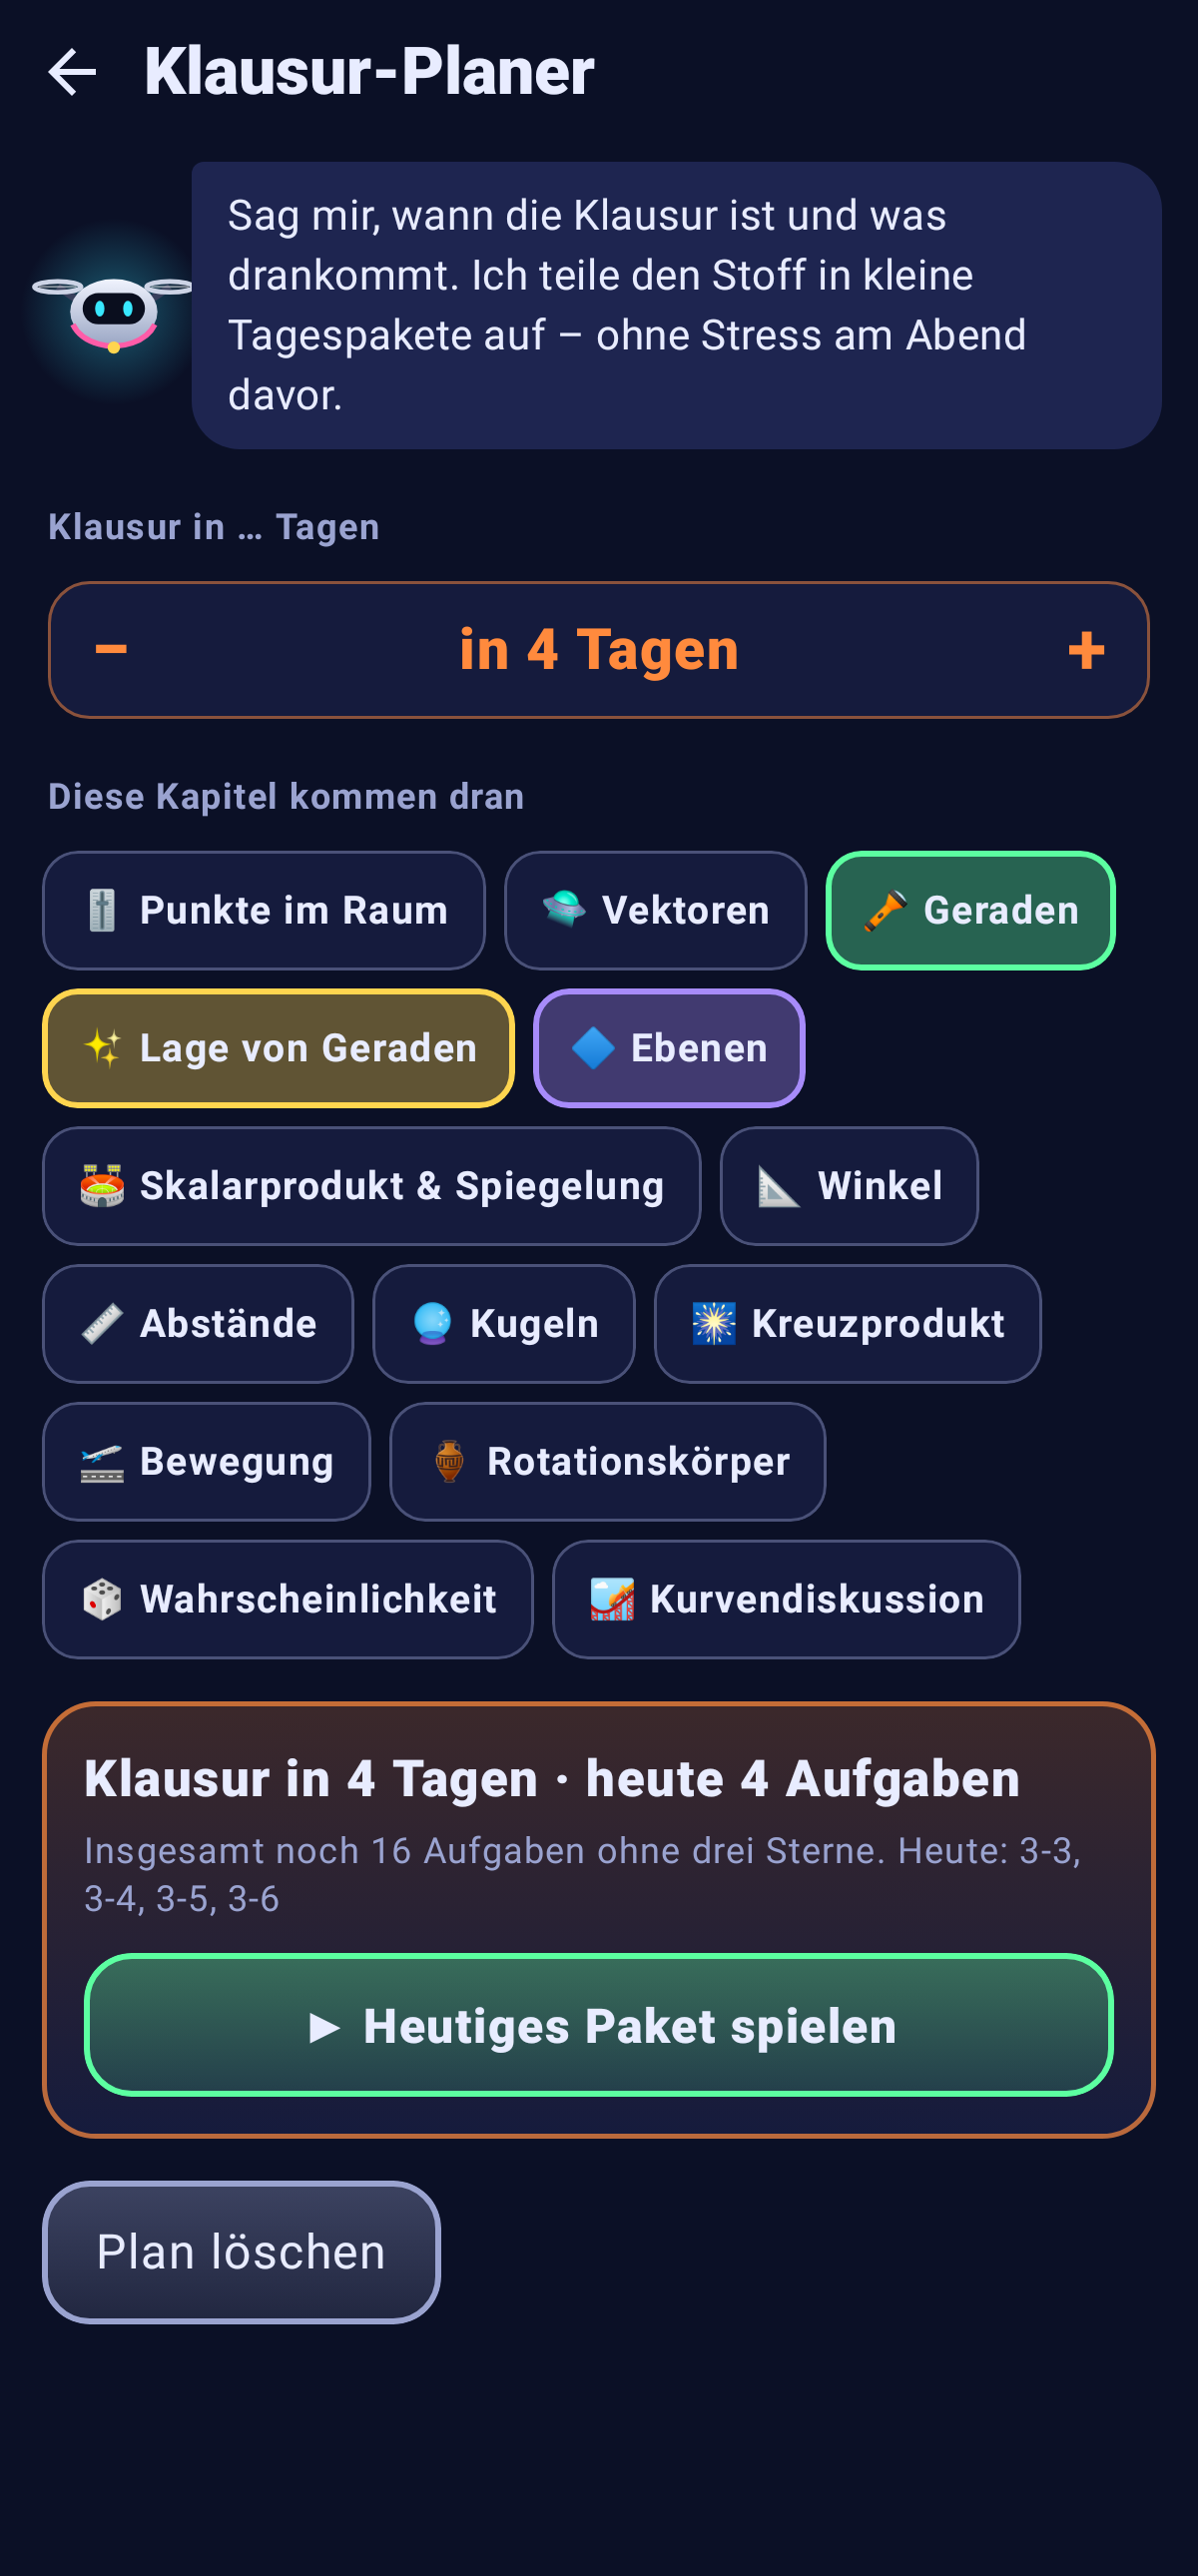 Klausur-Planer
Sag mir, wann die Klausur ist und was
drankommt. Ich teile den Stoff in kleine
Tagespakete auf – ohne Stress am Abend
davor.
Klausur in … Tagen
− in 4 Tagen +
Diese Kapitel kommen dran
Punkte im Raum Vektoren Geraden
Lage von Geraden Ebenen
Skalarprodukt & Spiegelung Winkel
Abstände Kugeln Kreuzprodukt
Bewegung Rotationskörper
Wahrscheinlichkeit Kurvendiskussion
Klausur in 4 Tagen · heute 4 Aufgaben
Insgesamt noch 16 Aufgaben ohne drei Sterne. Heute: 3-3,
3-4, 3-5, 3-6
▶ Heutiges Paket spielen
Plan löschen